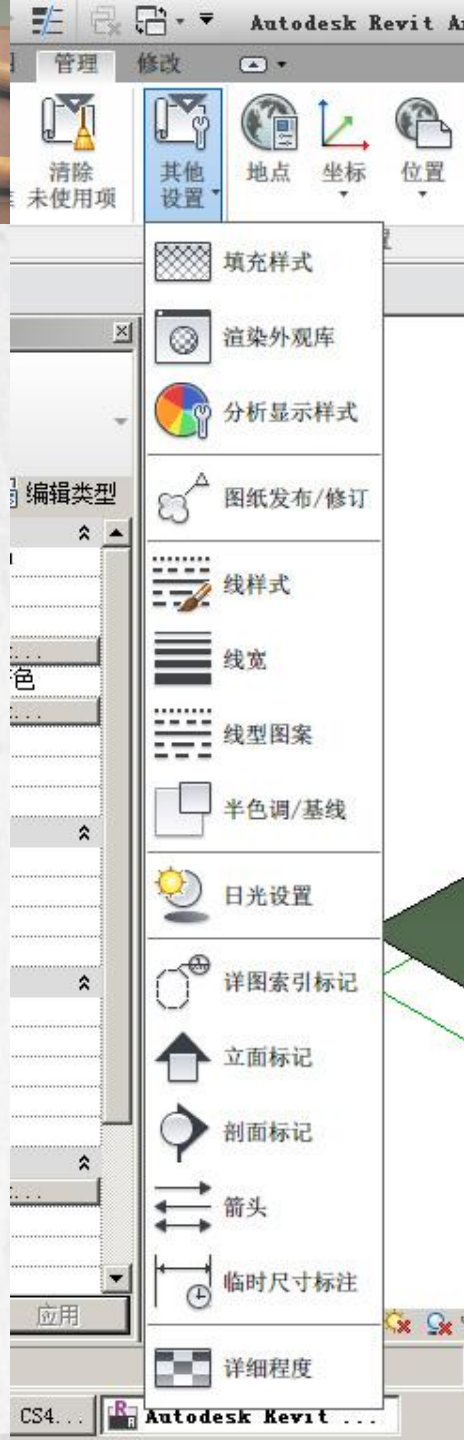 Autodesk Revit A
管理 修改
清除
未使用项
其他
设置
地点
坐标
位置
填充样式
渲染外观库
分析显示样式
编辑类型
图纸发布/修订
线样式
线宽
色
线型图案
半色调/基线
日光设置
详图索引标记
立面标记
剖面标记
箭头
临时尺寸标注
应用
详细程度
CS4... Autodesk Revit ...